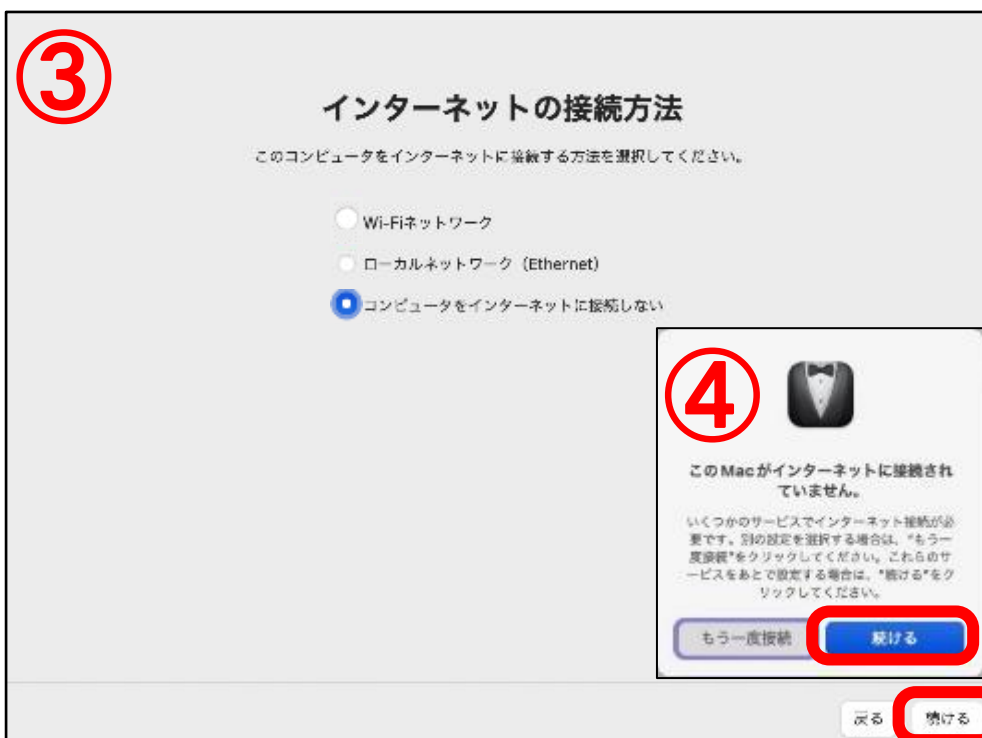 ③
インターネットの接続方法
このコンピュータをインターネットに接続する方法を選択してください。
Wi-Fiネットワーク
ローカルネットワーク（Ethernet）
コンピュータをインターネットに接続しない
④
このMacがインターネットに接続され
ていません。
いくつかのサービスでインターネット接続が必
要です。別の設定を選択する場合は、"もう一
度接続"をクリックしてください。これらのサ
ービスをあとで設定する場合は、"続ける"をク
リックしてください。
もう一度接続
続ける
戻る
続ける